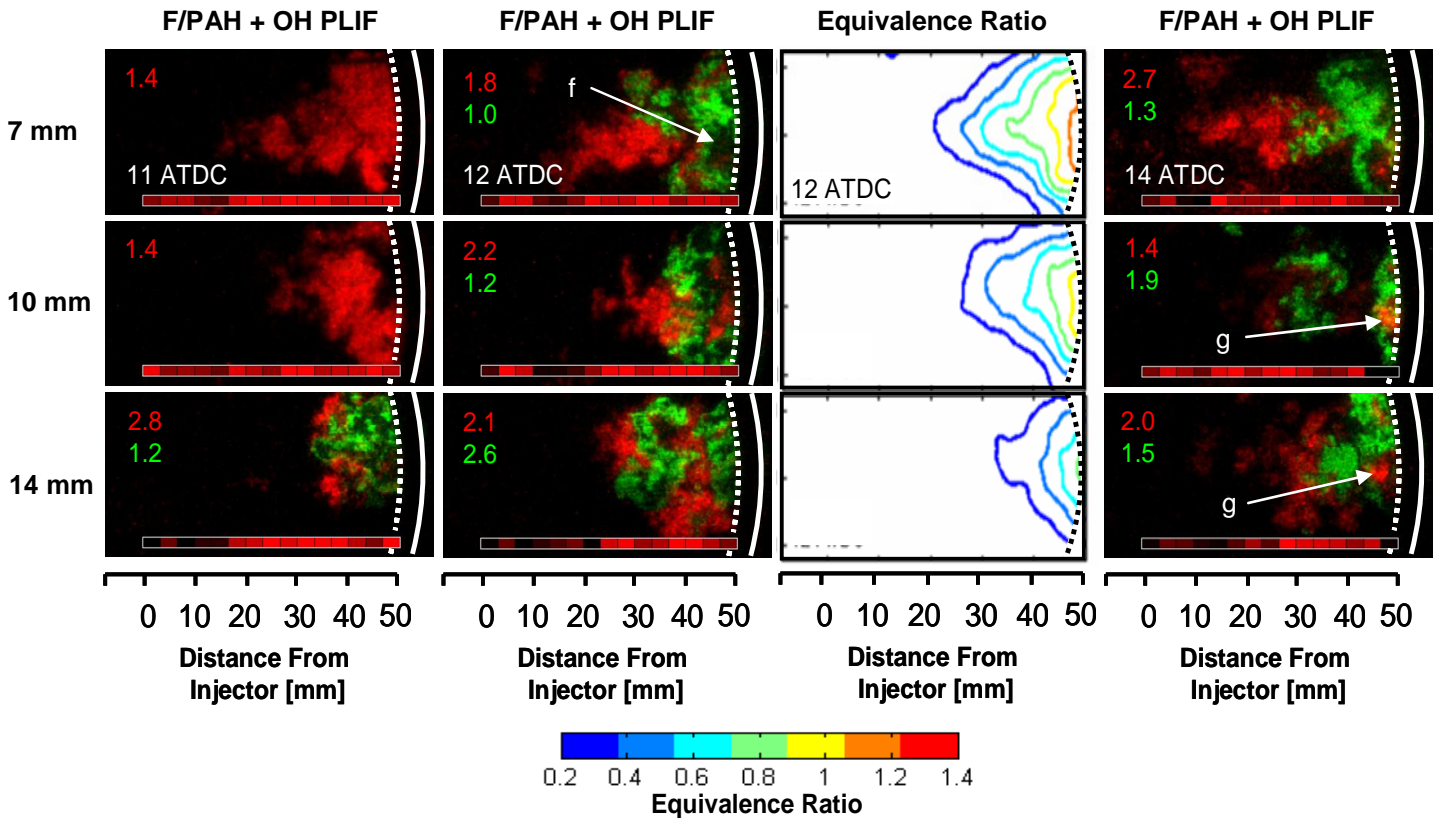 F/PAH + OH PLIF
F/PAH + OH PLIF
Equivalence Ratio
F/PAH + OH PLIF
7 mm
1.4
11 ATDC
1.8
1.0
f
12 ATDC
12 ATDC
2.7
1.3
14 ATDC
10 mm
1.4
2.2
1.2
1.4
1.9
g
14 mm
2.8
1.2
2.1
2.6
2.0
1.5
g
0 10 20 30 40 50
0 10 20 30 40 50
0 10 20 30 40 50
0 10 20 30 40 50
Distance From
Injector [mm]
Distance From
Injector [mm]
Distance From
Injector [mm]
Distance From
Injector [mm]
0.2 0.4 0.6 0.8 1 1.2 1.4
Equivalence Ratio